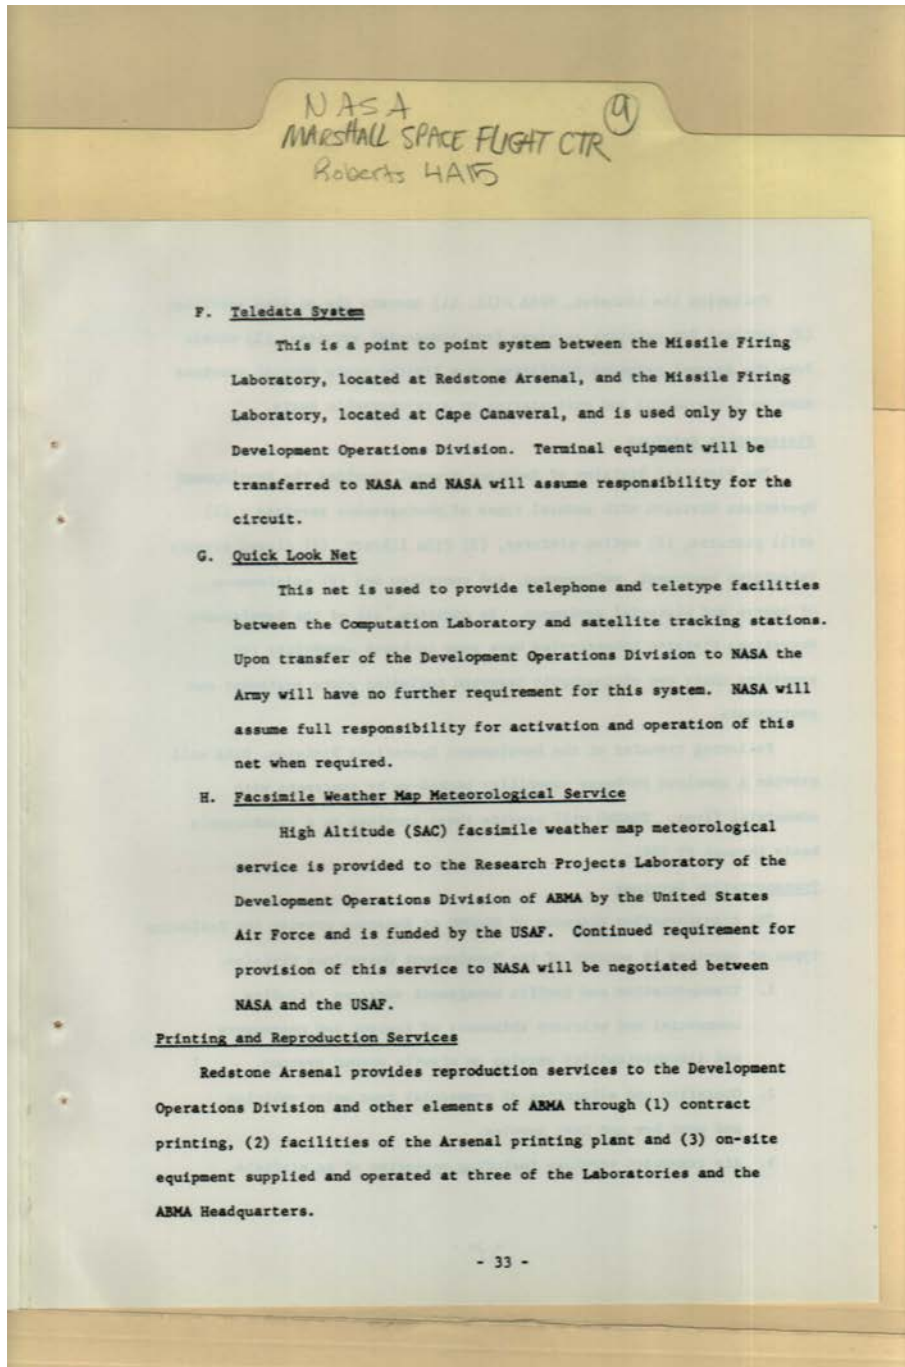 NASA
9
MARSHALL SPACE FLIGHT CTR
Roberts 4A15
F. Teledata System
This is a point to point system between the Missile Firing
Laboratory, located at Redstone Arsenal, and the Missile Firing
Laboratory, located at Cape Canaveral, and is used only by the
Development Operations Division. Terminal equipment will be
transferred to NASA and NASA will assume responsibility for the
circuit.
G. Quick Look Net
This net is used to provide telephone and teletype facilities
between the Computation Laboratory and satellite tracking stations.
Upon transfer of the Development Operations Division to NASA the
Army will have no further requirement for this system. NASA will
assume full responsibility for activation and operation of this
net when required.
H. Facsimile Weather Map Meteorological Service
High Altitude (SAC) facsimile weather map meteorological
service is provided to the Research Projects Laboratory of the
Development Operations Division of ABMA by the United States
Air Force and is funded by the USAF. Continued requirement for
provision of this service to NASA will be negotiated between
NASA and the USAF.
Printing and Reproduction Services
Redstone Arsenal provides reproduction services to the Development
Operations Division and other elements of ABMA through (1) contract
printing, (2) facilities of the Arsenal printing plant and (3) on-site
equipment supplied and operated at three of the Laboratories and the
ABMA Headquarters.
- 33 -